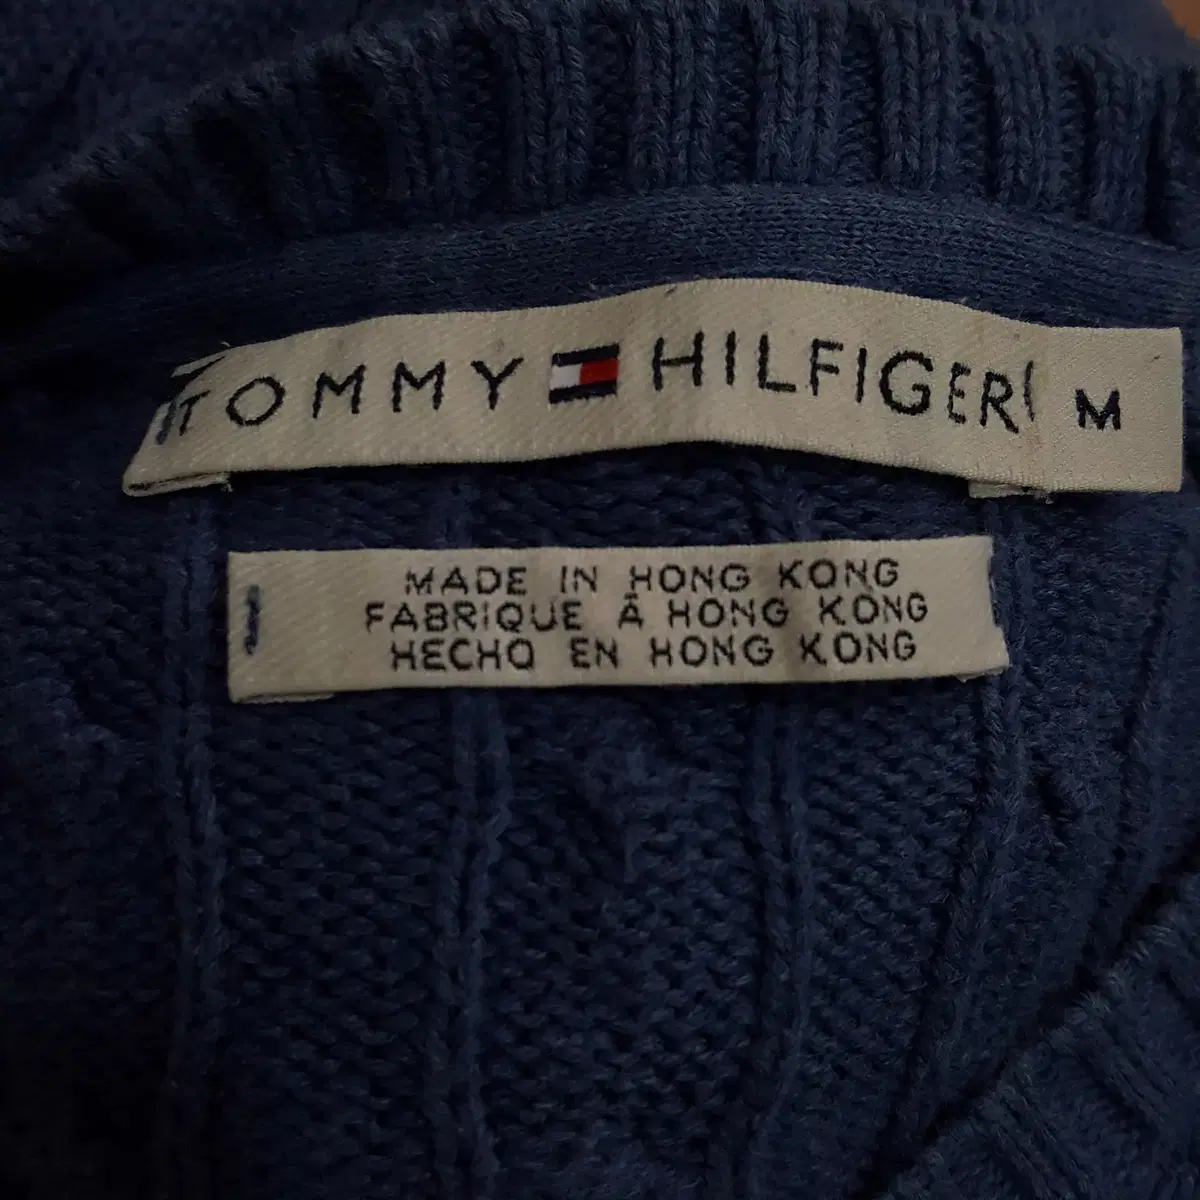 TOMMY HILFIGER M
MADE IN HONG KONG
FABRIQUE À HONG KONG
HECHO EN HONG KONG